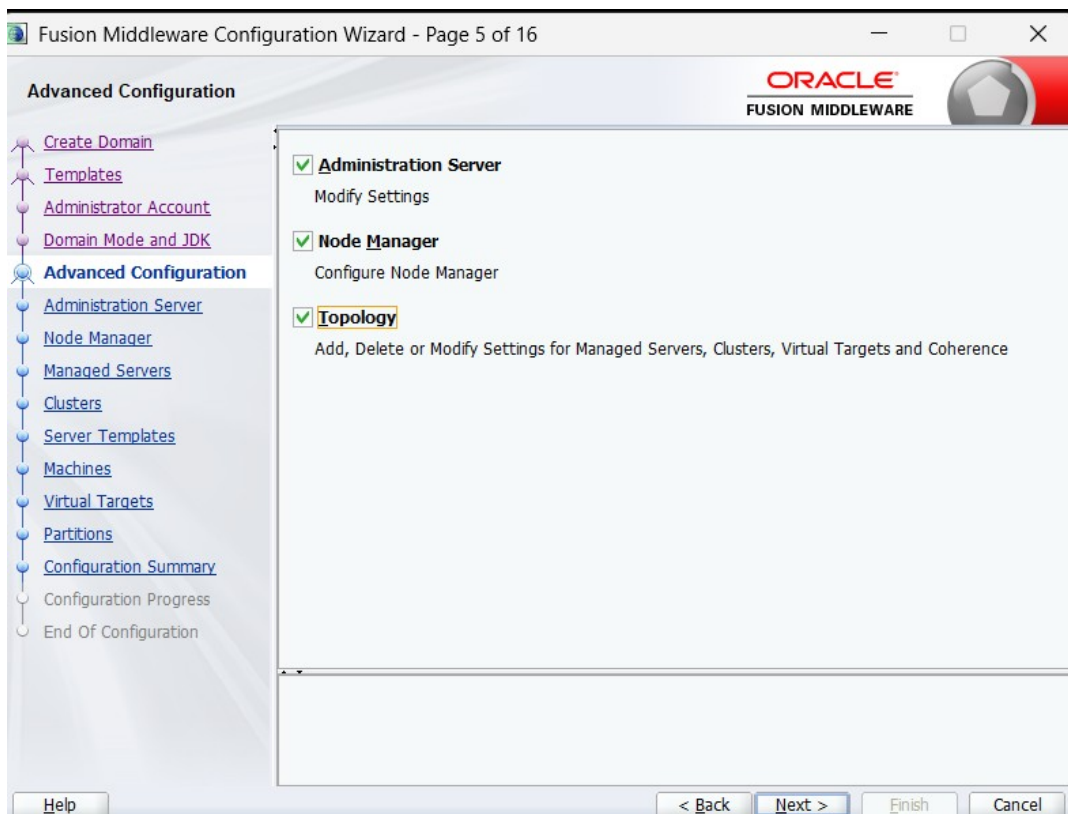 Fusion Middleware Configuration Wizard - Page 5 of 16
Advanced Configuration
ORACLE
FUSION MIDDLEWARE
Create Domain
Templates
Administrator Account
Domain Mode and JDK
Advanced Configuration
Administration Server
Node Manager
Managed Servers
Clusters
Server Templates
Machines
Virtual Targets
Partitions
Configuration Summary
Configuration Progress
End Of Configuration
Administration Server
Modify Settings
Node Manager
Configure Node Manager
Topology
Add, Delete or Modify Settings for Managed Servers, Clusters, Virtual Targets and Coherence
Help
< Back
Next >
Finish
Cancel